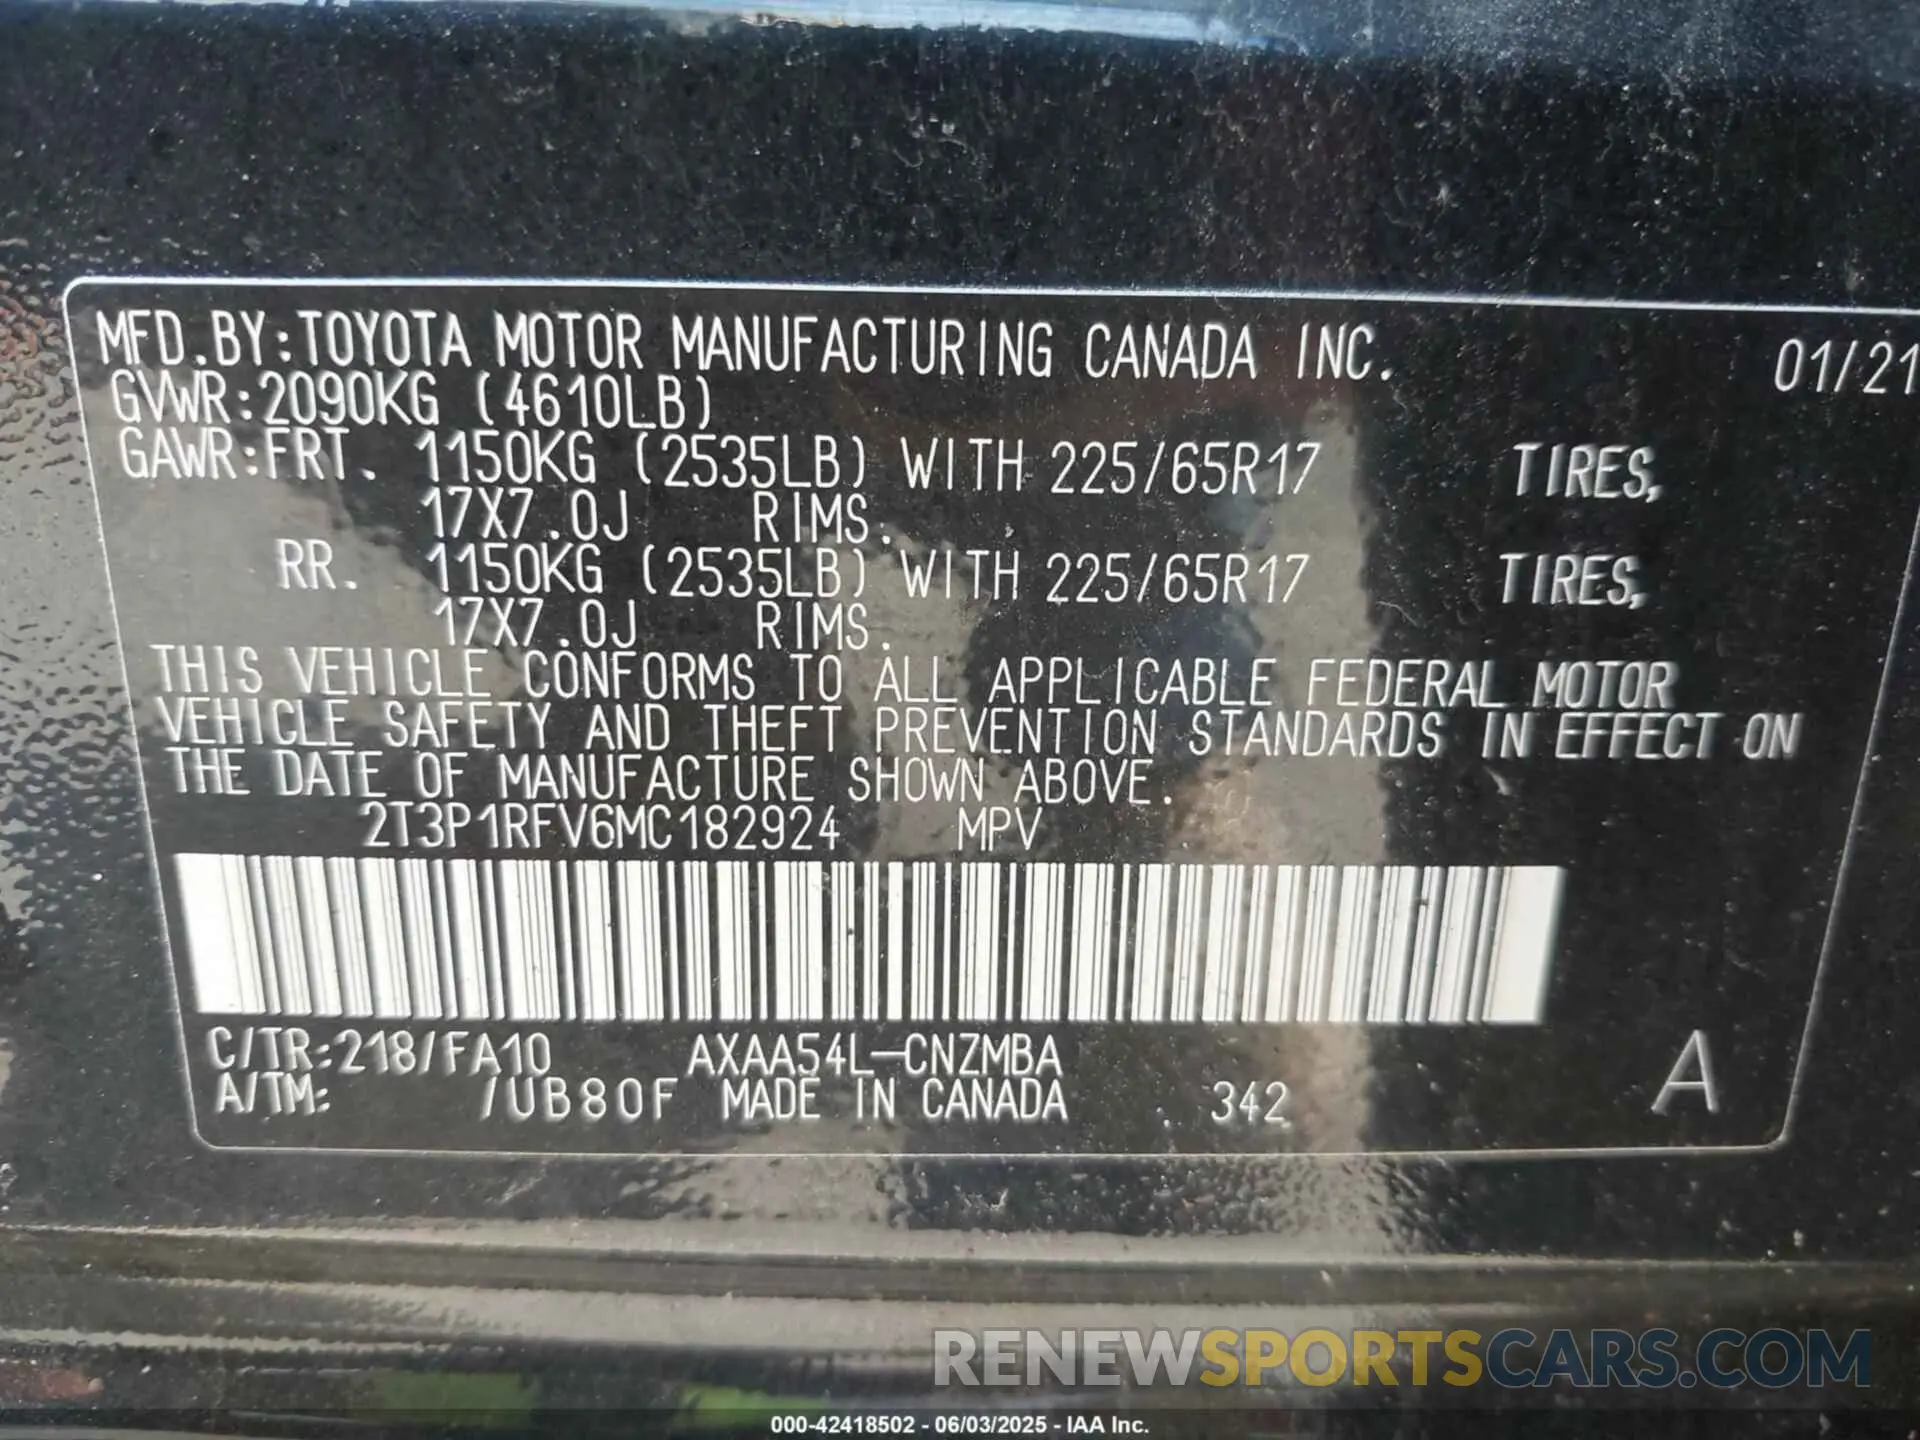 MFD.BY:TOYOTA MOTOR MANUFACTURING CANADA INC. 01/21
GVWR:2090KG (4610LB)
GAWR:FRT. 1150KG (2535LB) WITH 225/65R17 TIRES,
17X7.0J RIMS.
RR. 1150KG (2535LB) WITH 225/65R17 TIRES,
17X7.0J RIMS.
THIS VEHICLE CONFORMS TO ALL APPLICABLE FEDERAL MOTOR
VEHICLE SAFETY AND THEFT PREVENTION STANDARDS IN EFFECT ON
THE DATE OF MANUFACTURE SHOWN ABOVE.
2T3P1RFV6MC182924 MPV
C/TR:218/FA10 AXAA54L-CNZMBA A
A/TM: /UB80F MADE IN CANADA 342
RENEWSPORTSCARS.COM
000-42418502 - 06/03/2025 - IAA Inc.